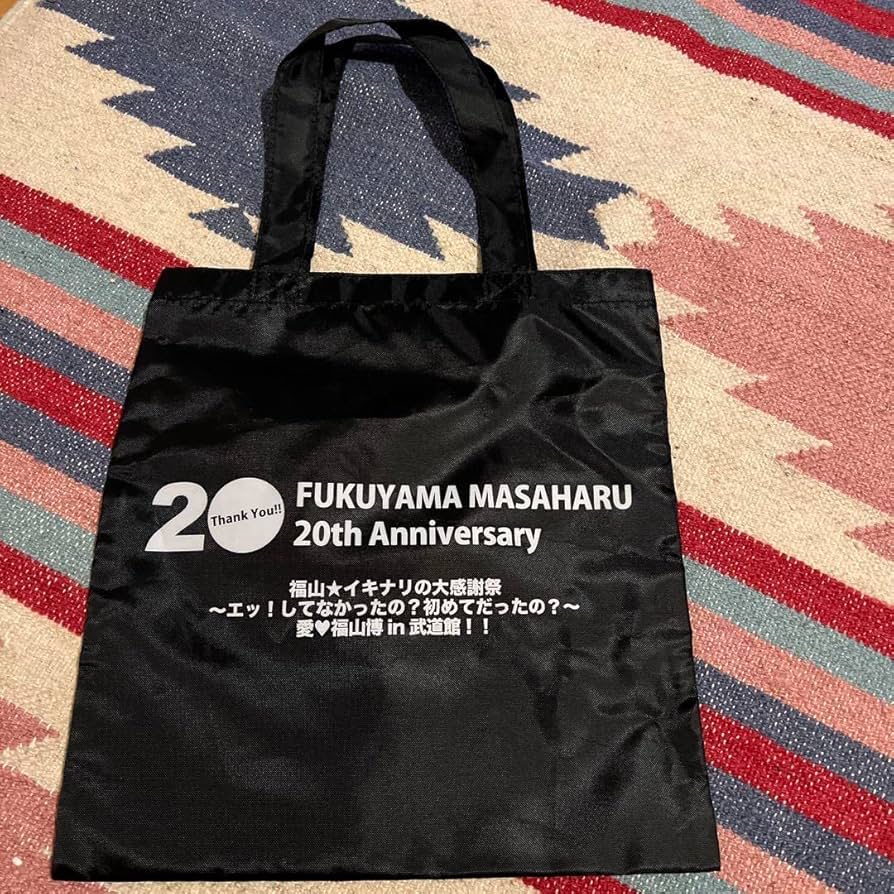 20 Thank You!!
FUKUYAMA MASAHARU
20th Anniversary
福山★イキナリの大感謝祭
～エッ！してなかったの？初めてだったの？～
愛♥福山博 in 武道館！！